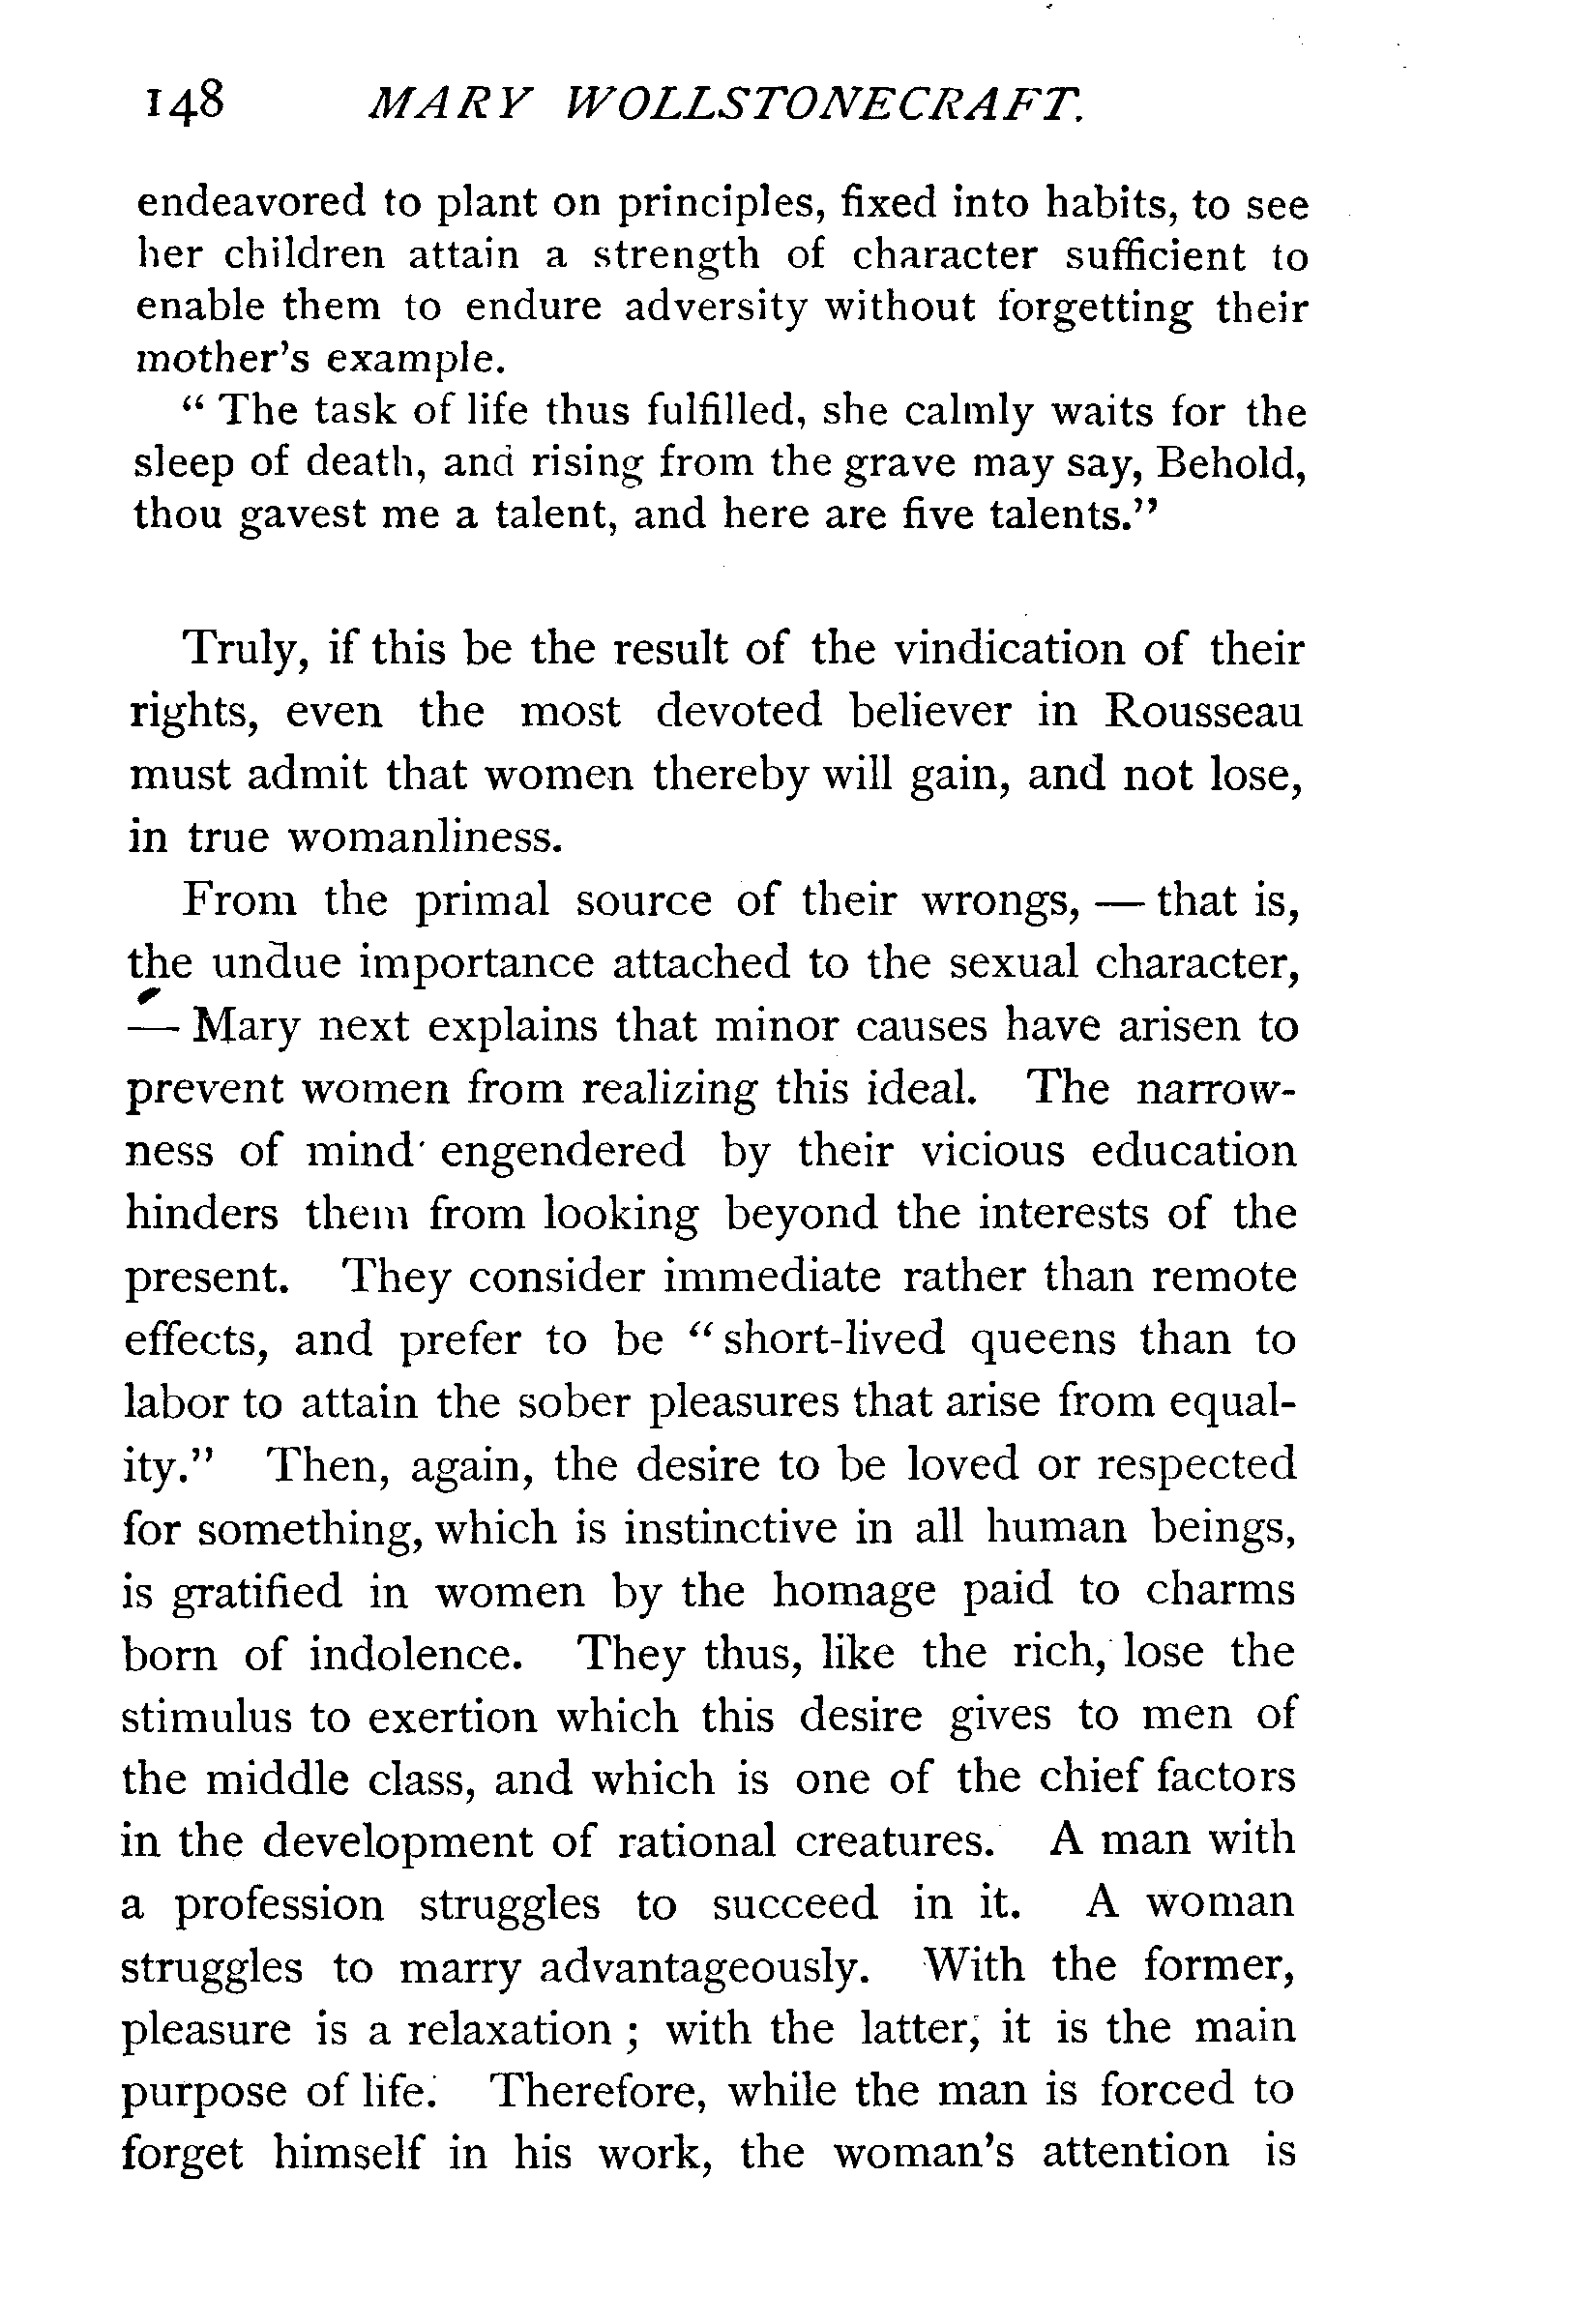 148 MARY WOLLSTONECRAFT.
endeavored to plant on principles, fixed into habits, to see
her children attain a strength of character sufficient to
enable them to endure adversity without forgetting their
mother's example.
“ The task of life thus fulfilled, she calmly waits for the
sleep of death, and rising from the grave may say, Behold,
thou gavest me a talent, and here are five talents.”
Truly, if this be the result of the vindication of their
rights, even the most devoted believer in Rousseau
must admit that women thereby will gain, and not lose,
in true womanliness.
From the primal source of their wrongs, — that is,
the undue importance attached to the sexual character,
— Mary next explains that minor causes have arisen to
prevent women from realizing this ideal. The narrow-
ness of mind engendered by their vicious education
hinders them from looking beyond the interests of the
present. They consider immediate rather than remote
effects, and prefer to be “ short-lived queens than to
labor to attain the sober pleasures that arise from equal-
ity.” Then, again, the desire to be loved or respected
for something, which is instinctive in all human beings,
is gratified in women by the homage paid to charms
born of indolence. They thus, like the rich, lose the
stimulus to exertion which this desire gives to men of
the middle class, and which is one of the chief factors
in the development of rational creatures. A man with
a profession struggles to succeed in it. A woman
struggles to marry advantageously. With the former,
pleasure is a relaxation ; with the latter, it is the main
purpose of life. Therefore, while the man is forced to
forget himself in his work, the woman's attention is